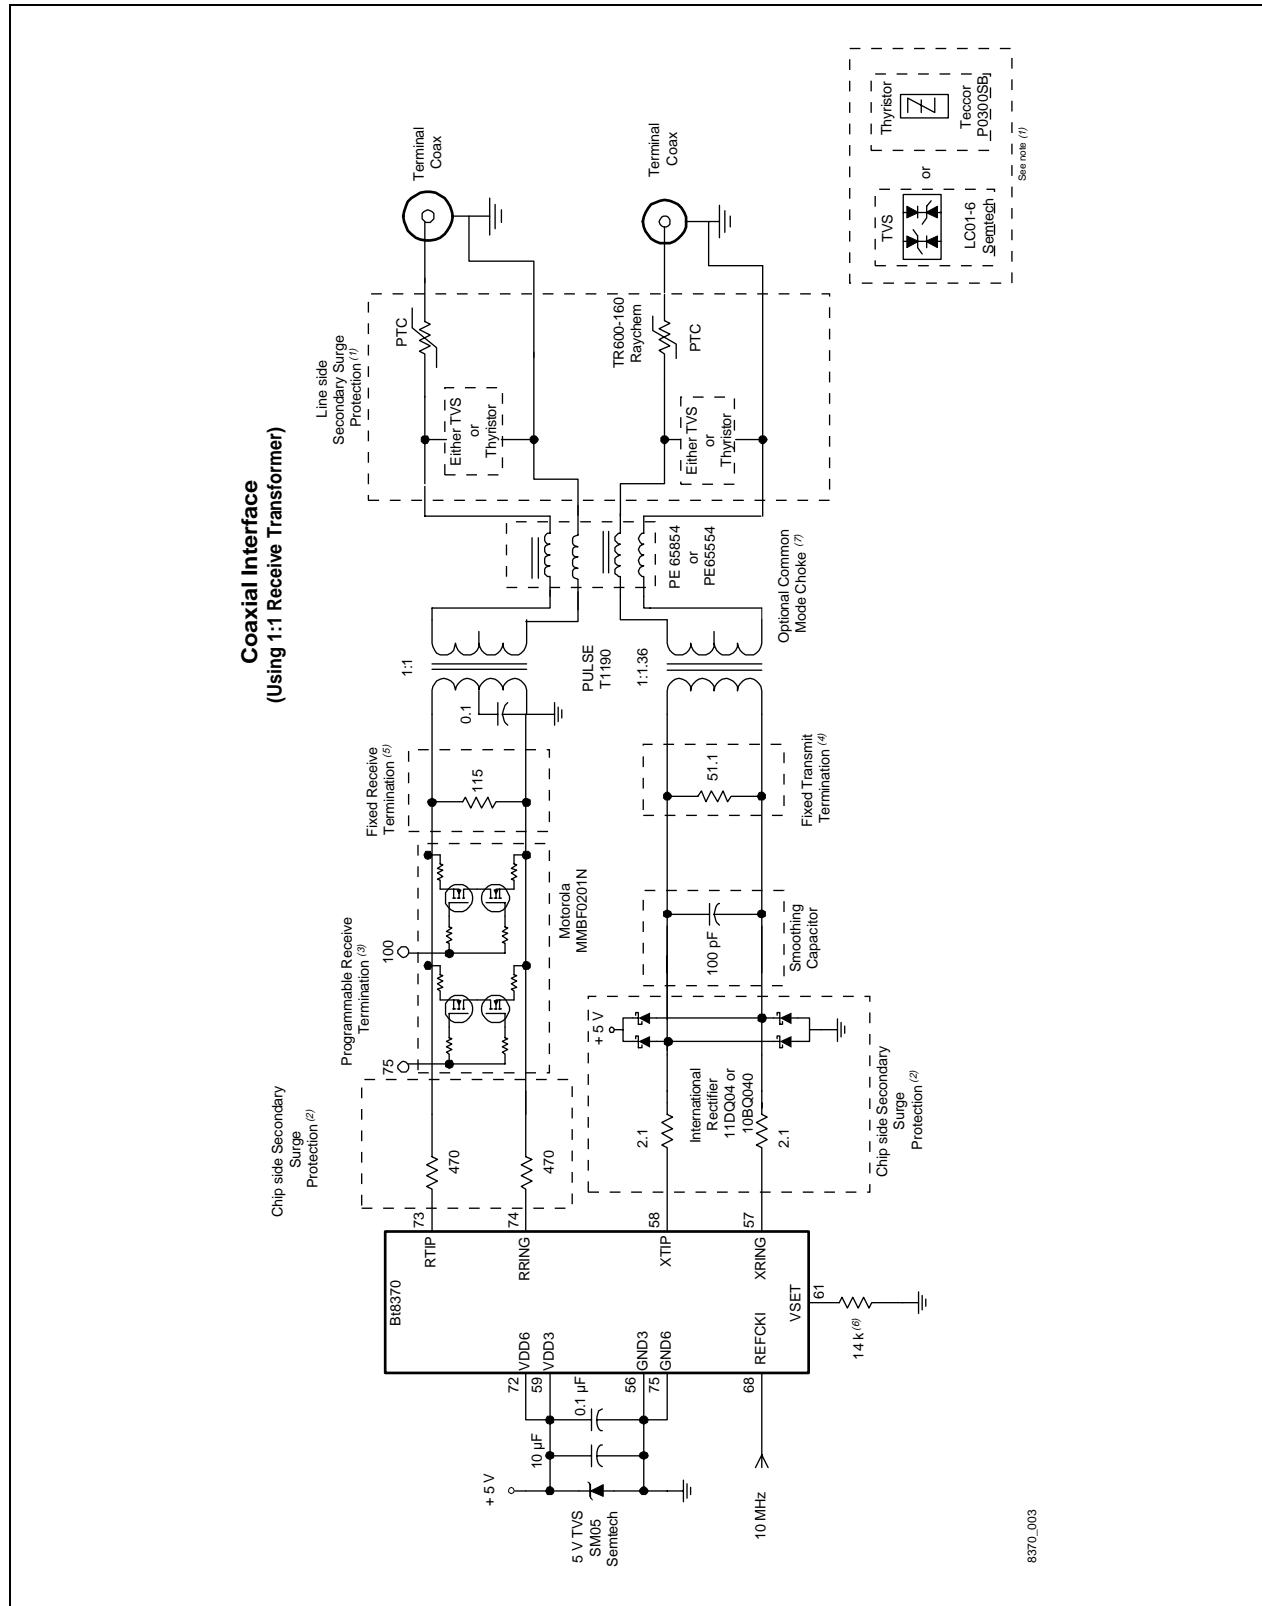 Coaxial Interface
(Using 1:1 Receive Transformer)
Chip side Secondary
Surge
Protection (2)
Programmable Receive
Termination (3)
Fixed Receive
Termination (5)
Line side
Secondary Surge
Protection (1)
75
100
Motorola
MMBF0201N
470
470
115
0.1
1:1
PTC
Terminal
Coax
Either TVS
or
Thyristor
Bt8370
73
RTIP
74
RRING
58
XTIP
57
XRING
72
VDD6
59
VDD3
56
GND3
75
GND6
68
REFCKI
VSET
61
14 k (6)
+ 5 V
10 µF
0.1 µF
5 V TVS
SM05
Semtech
10 MHz
2.1
2.1
+ 5 V
International
Rectifier
11DQ04 or
10BQ040
Chip side Secondary
Surge
Protection (2)
100 pF
Smoothing
Capacitor
51.1
Fixed Transmit
Termination (4)
PULSE
T1190
1:1.36
PE 65854
or
PE65554
Optional Common
Mode Choke (7)
Either TVS
or
Thyristor
TR600-160
Raychem
PTC
Terminal
Coax
TVS
LC01-6
Semtech
or
Thyristor
Teccor
P0300SB
See note (1)
8370_003